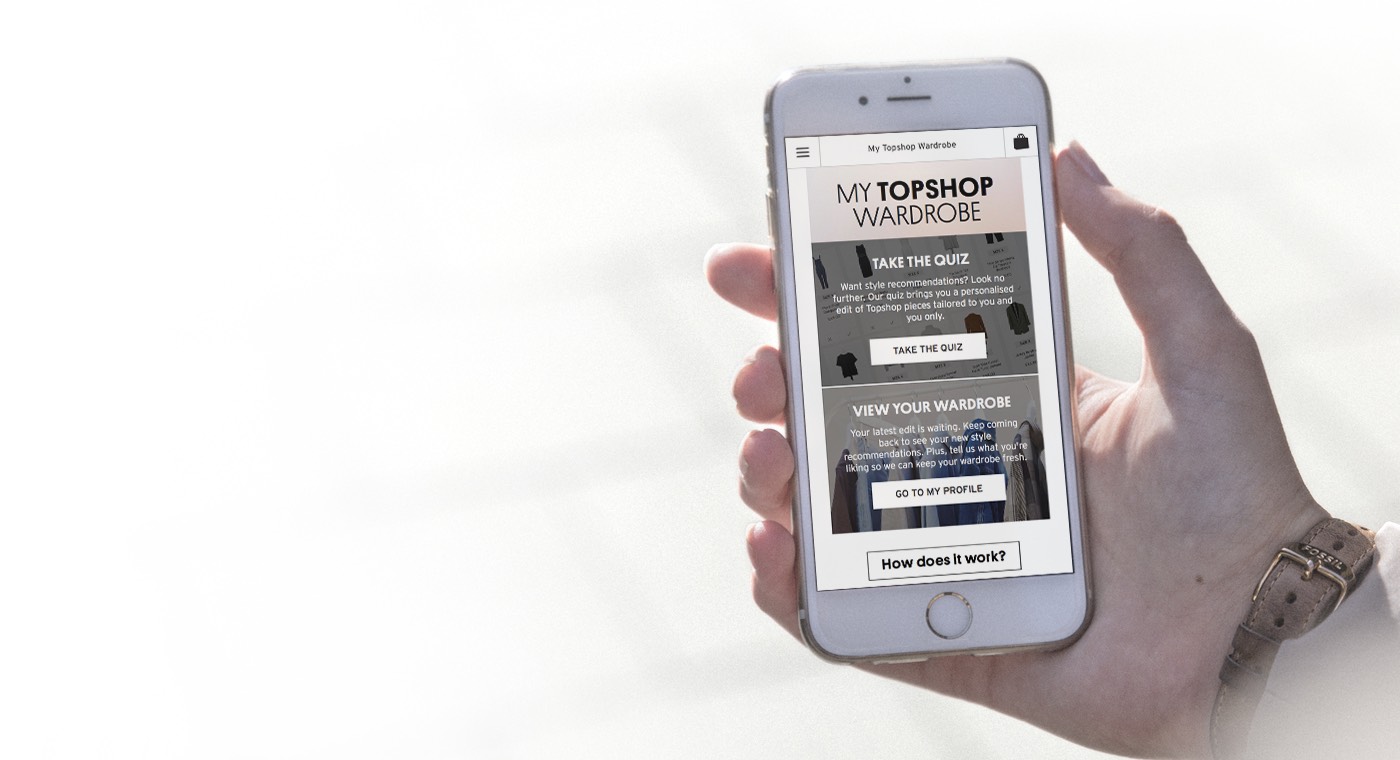 My Topshop Wardrobe
MY TOPSHOP
WARDROBE
TAKE THE QUIZ
Want style recommendations? Look no
further. Our quiz brings you a personalised
edit of Topshop pieces tailored to you and
you only.
TAKE THE QUIZ
VIEW YOUR WARDROBE
Your latest edit is waiting. Keep coming
back to see your new style
recommendations. Plus, tell us what you're
liking so we can keep your wardrobe fresh.
GO TO MY PROFILE
How does it work?
FOSSIL